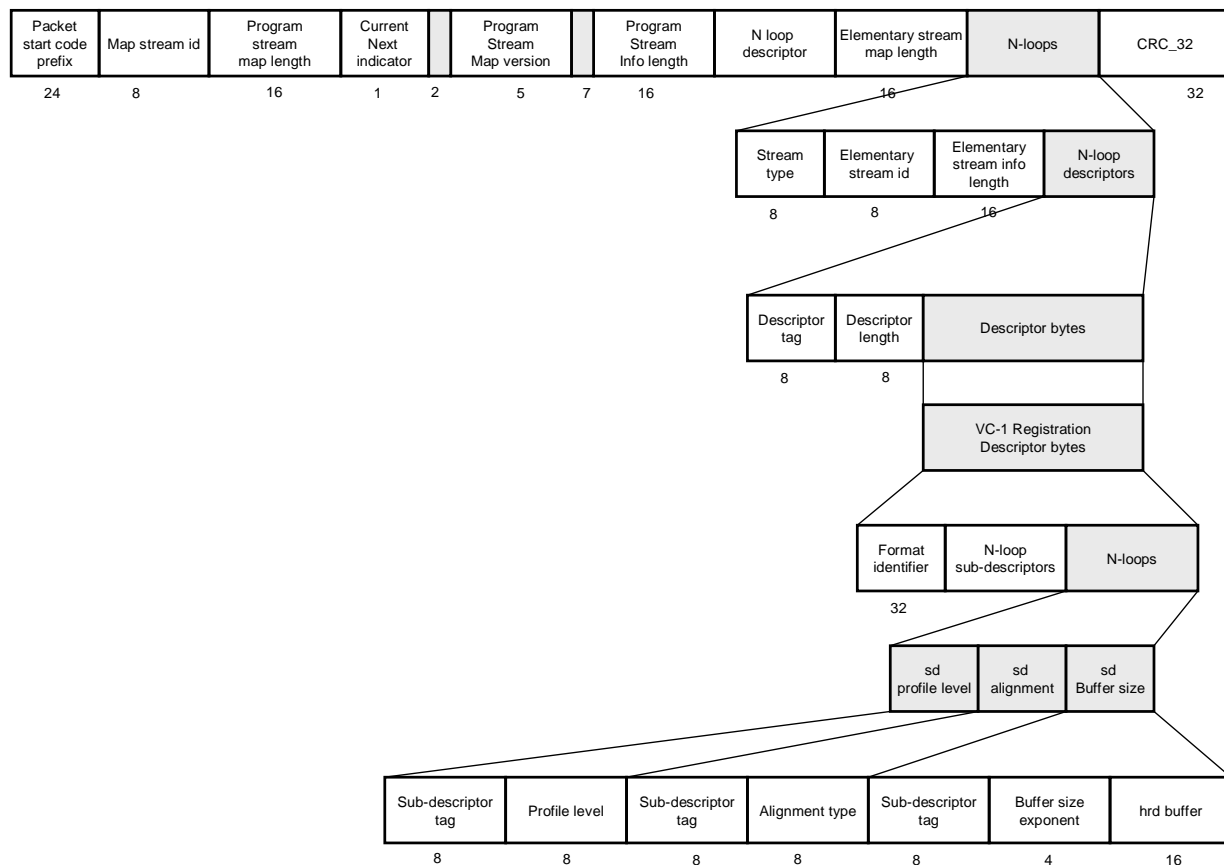 Packet
start code
prefix
Map stream id
Program
stream
map length
Current
Next
indicator
Program
Stream
Map version
Program
Stream
Info length
N loop
descriptor
Elementary stream
map length
N-loops
CRC_32
24
8
16
1
2
5
7
16
16
32
Stream
type
Elementary
stream id
Elementary
stream info
length
N-loop
descriptors
8
8
16
Descriptor
tag
Descriptor
length
Descriptor bytes
8
8
VC-1 Registration
Descriptor bytes
Format
identifier
N-loop
sub-descriptors
N-loops
32
sd
profile level
sd
alignment
sd
Buffer size
Sub-descriptor
tag
Profile level
Sub-descriptor
tag
Alignment type
Sub-descriptor
tag
Buffer size
exponent
hrd buffer
8
8
8
8
8
4
16